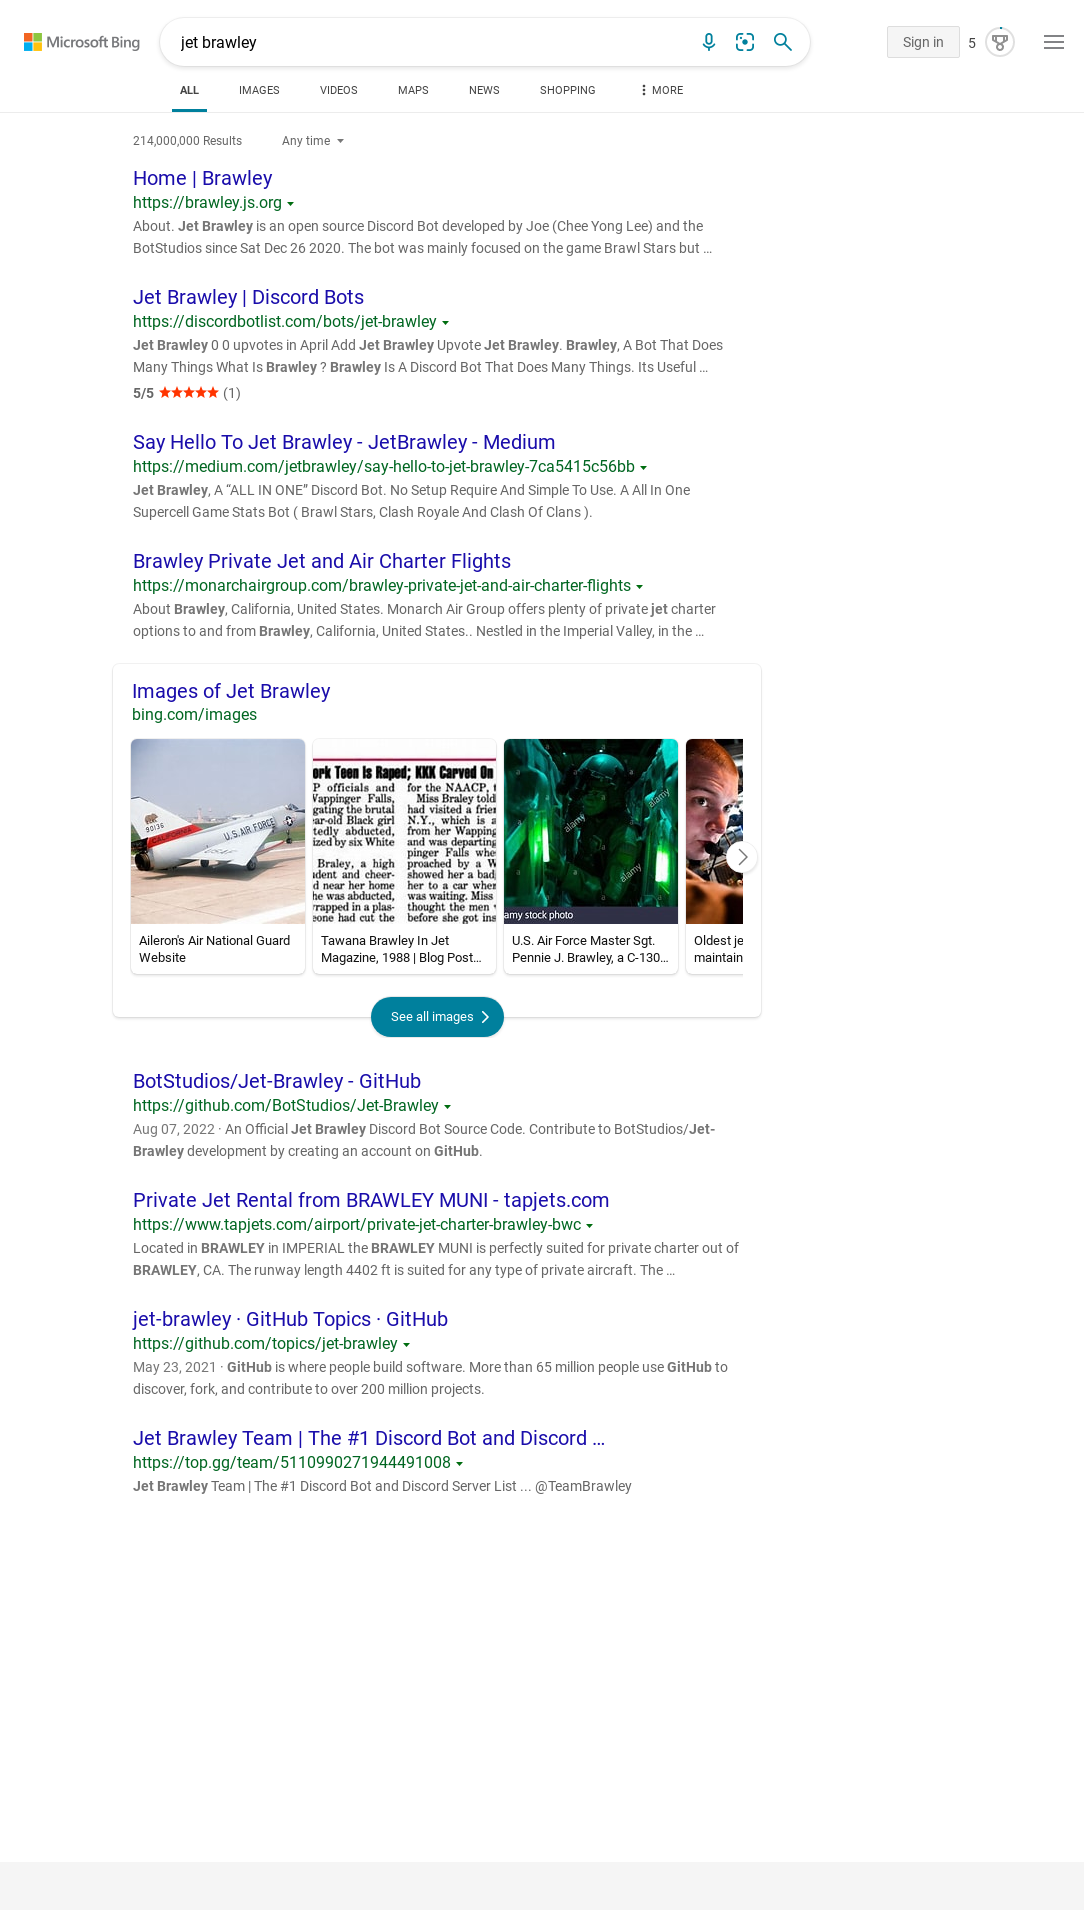 Microsoft Bing
jet brawley
Sign in
5
ALL
IMAGES
VIDEOS
MAPS
NEWS
SHOPPING
MORE
214,000,000 Results
Any time
Home | Brawley
https://brawley.js.org
About. Jet Brawley is an open source Discord Bot developed by Joe (Chee Yong Lee) and the
BotStudios since Sat Dec 26 2020. The bot was mainly focused on the game Brawl Stars but …
Jet Brawley | Discord Bots
https://discordbotlist.com/bots/jet-brawley
Jet Brawley 0 0 upvotes in April Add Jet Brawley Upvote Jet Brawley. Brawley, A Bot That Does
Many Things What Is Brawley ? Brawley Is A Discord Bot That Does Many Things. Its Useful …
5/5 ★★★★★ (1)
Say Hello To Jet Brawley - JetBrawley - Medium
https://medium.com/jetbrawley/say-hello-to-jet-brawley-7ca5415c56bb
Jet Brawley, A “ALL IN ONE” Discord Bot. No Setup Require And Simple To Use. A All In One
Supercell Game Stats Bot ( Brawl Stars, Clash Royale And Clash Of Clans ).
Brawley Private Jet and Air Charter Flights
https://monarchairgroup.com/brawley-private-jet-and-air-charter-flights
About Brawley, California, United States. Monarch Air Group offers plenty of private jet charter
options to and from Brawley, California, United States.. Nestled in the Imperial Valley, in the …
Images of Jet Brawley
bing.com/images
90136
CALIFORNIA
U.S. AIR FORCE
Aileron's Air National Guard
Website
ork Teen Is Raped; KKK Carved On
P officials and
Wappinger Falls,
gating the brutal
ear-old Black girl
tedly abducted,
ized by six White
Braley, a high
dent and cheer-
d near her home
he was abducted,
wrapped in a plas-
eone had cut the
for the NAACP, t
Miss Braley told
had visited a frier
N.Y., which is a
from her Wapping
and was departing
pinger Falls whe
proached by a W
showed her a bad
her to a car wher
was waiting. Miss
thought the men
before she got ins
Tawana Brawley In Jet
Magazine, 1988 | Blog Post…
alamy
alamy
alamy
amy stock photo
U.S. Air Force Master Sgt.
Pennie J. Brawley, a C-130…
Oldest je
maintain
See all images
BotStudios/Jet-Brawley - GitHub
https://github.com/BotStudios/Jet-Brawley
Aug 07, 2022 · An Official Jet Brawley Discord Bot Source Code. Contribute to BotStudios/Jet-
Brawley development by creating an account on GitHub.
Private Jet Rental from BRAWLEY MUNI - tapjets.com
https://www.tapjets.com/airport/private-jet-charter-brawley-bwc
Located in BRAWLEY in IMPERIAL the BRAWLEY MUNI is perfectly suited for private charter out of
BRAWLEY, CA. The runway length 4402 ft is suited for any type of private aircraft. The …
jet-brawley · GitHub Topics · GitHub
https://github.com/topics/jet-brawley
May 23, 2021 · GitHub is where people build software. More than 65 million people use GitHub to
discover, fork, and contribute to over 200 million projects.
Jet Brawley Team | The #1 Discord Bot and Discord …
https://top.gg/team/5110990271944491008
Jet Brawley Team | The #1 Discord Bot and Discord Server List ... @TeamBrawley